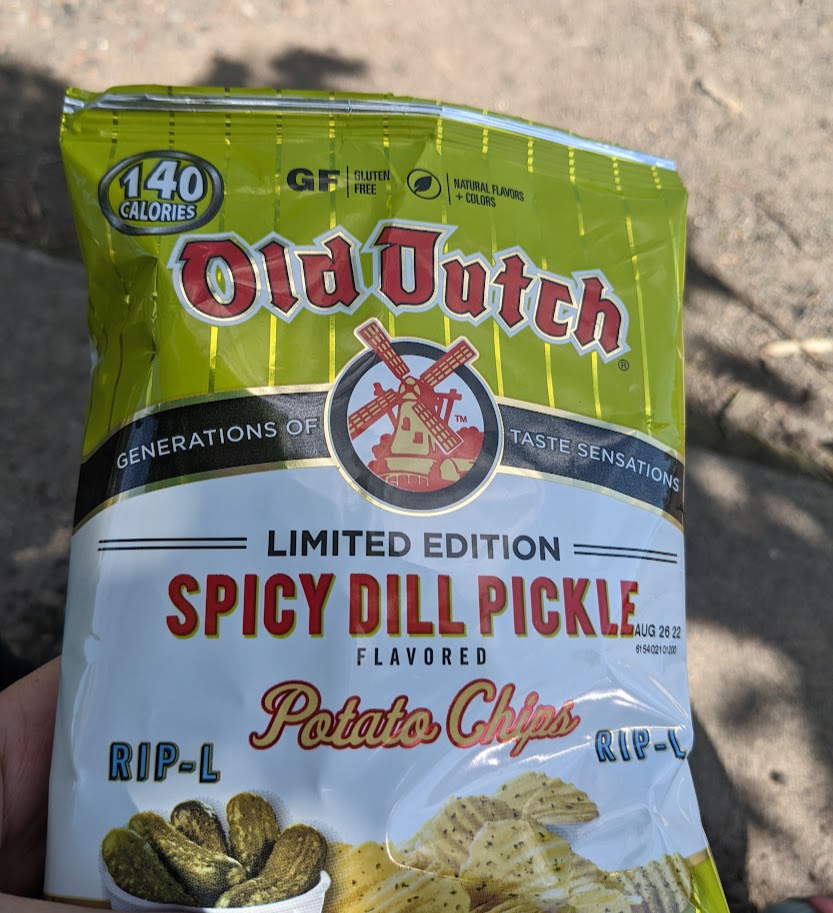 140
CALORIES
GF GLUTEN
FREE
NATURAL FLAVORS
+ COLORS
Old Dutch®
GENERATIONS OF
TASTE SENSATIONS
TM
LIMITED EDITION
SPICY DILL PICKLE
AUG 26 22
FLAVORED
Potato Chips
RIP-L
RIP-L